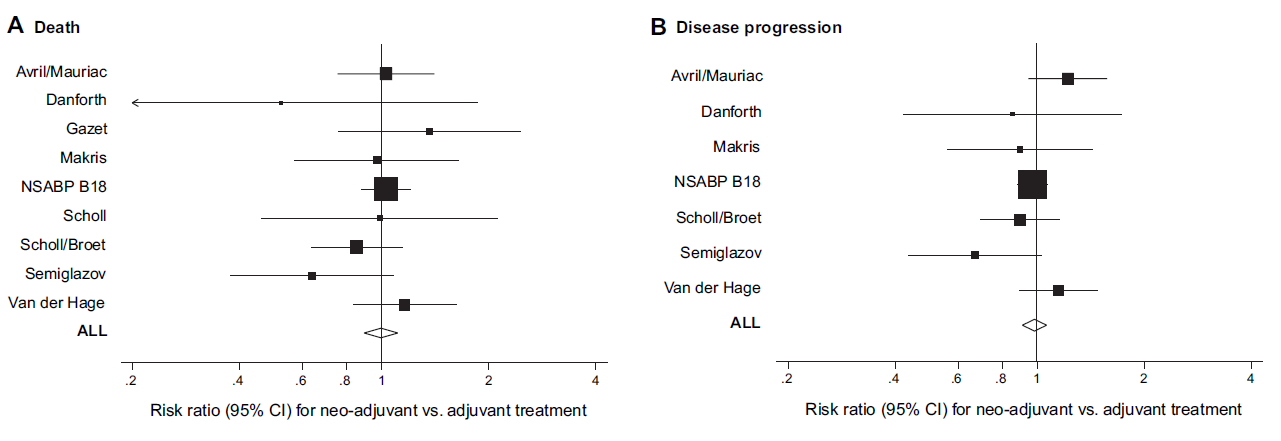 A Death
Avril/Mauriac
Danforth
Gazet
Makris
NSABP B18
Scholl
Scholl/Broet
Semiglazov
Van der Hage
ALL
.2 .4 .6 .8 1 2 4
Risk ratio (95% CI) for neo-adjuvant vs. adjuvant treatment
B Disease progression
Avril/Mauriac
Danforth
Makris
NSABP B18
Scholl/Broet
Semiglazov
Van der Hage
ALL
.2 .4 .6 .8 1 2 4
Risk ratio (95% CI) for neo-adjuvant vs. adjuvant treatment